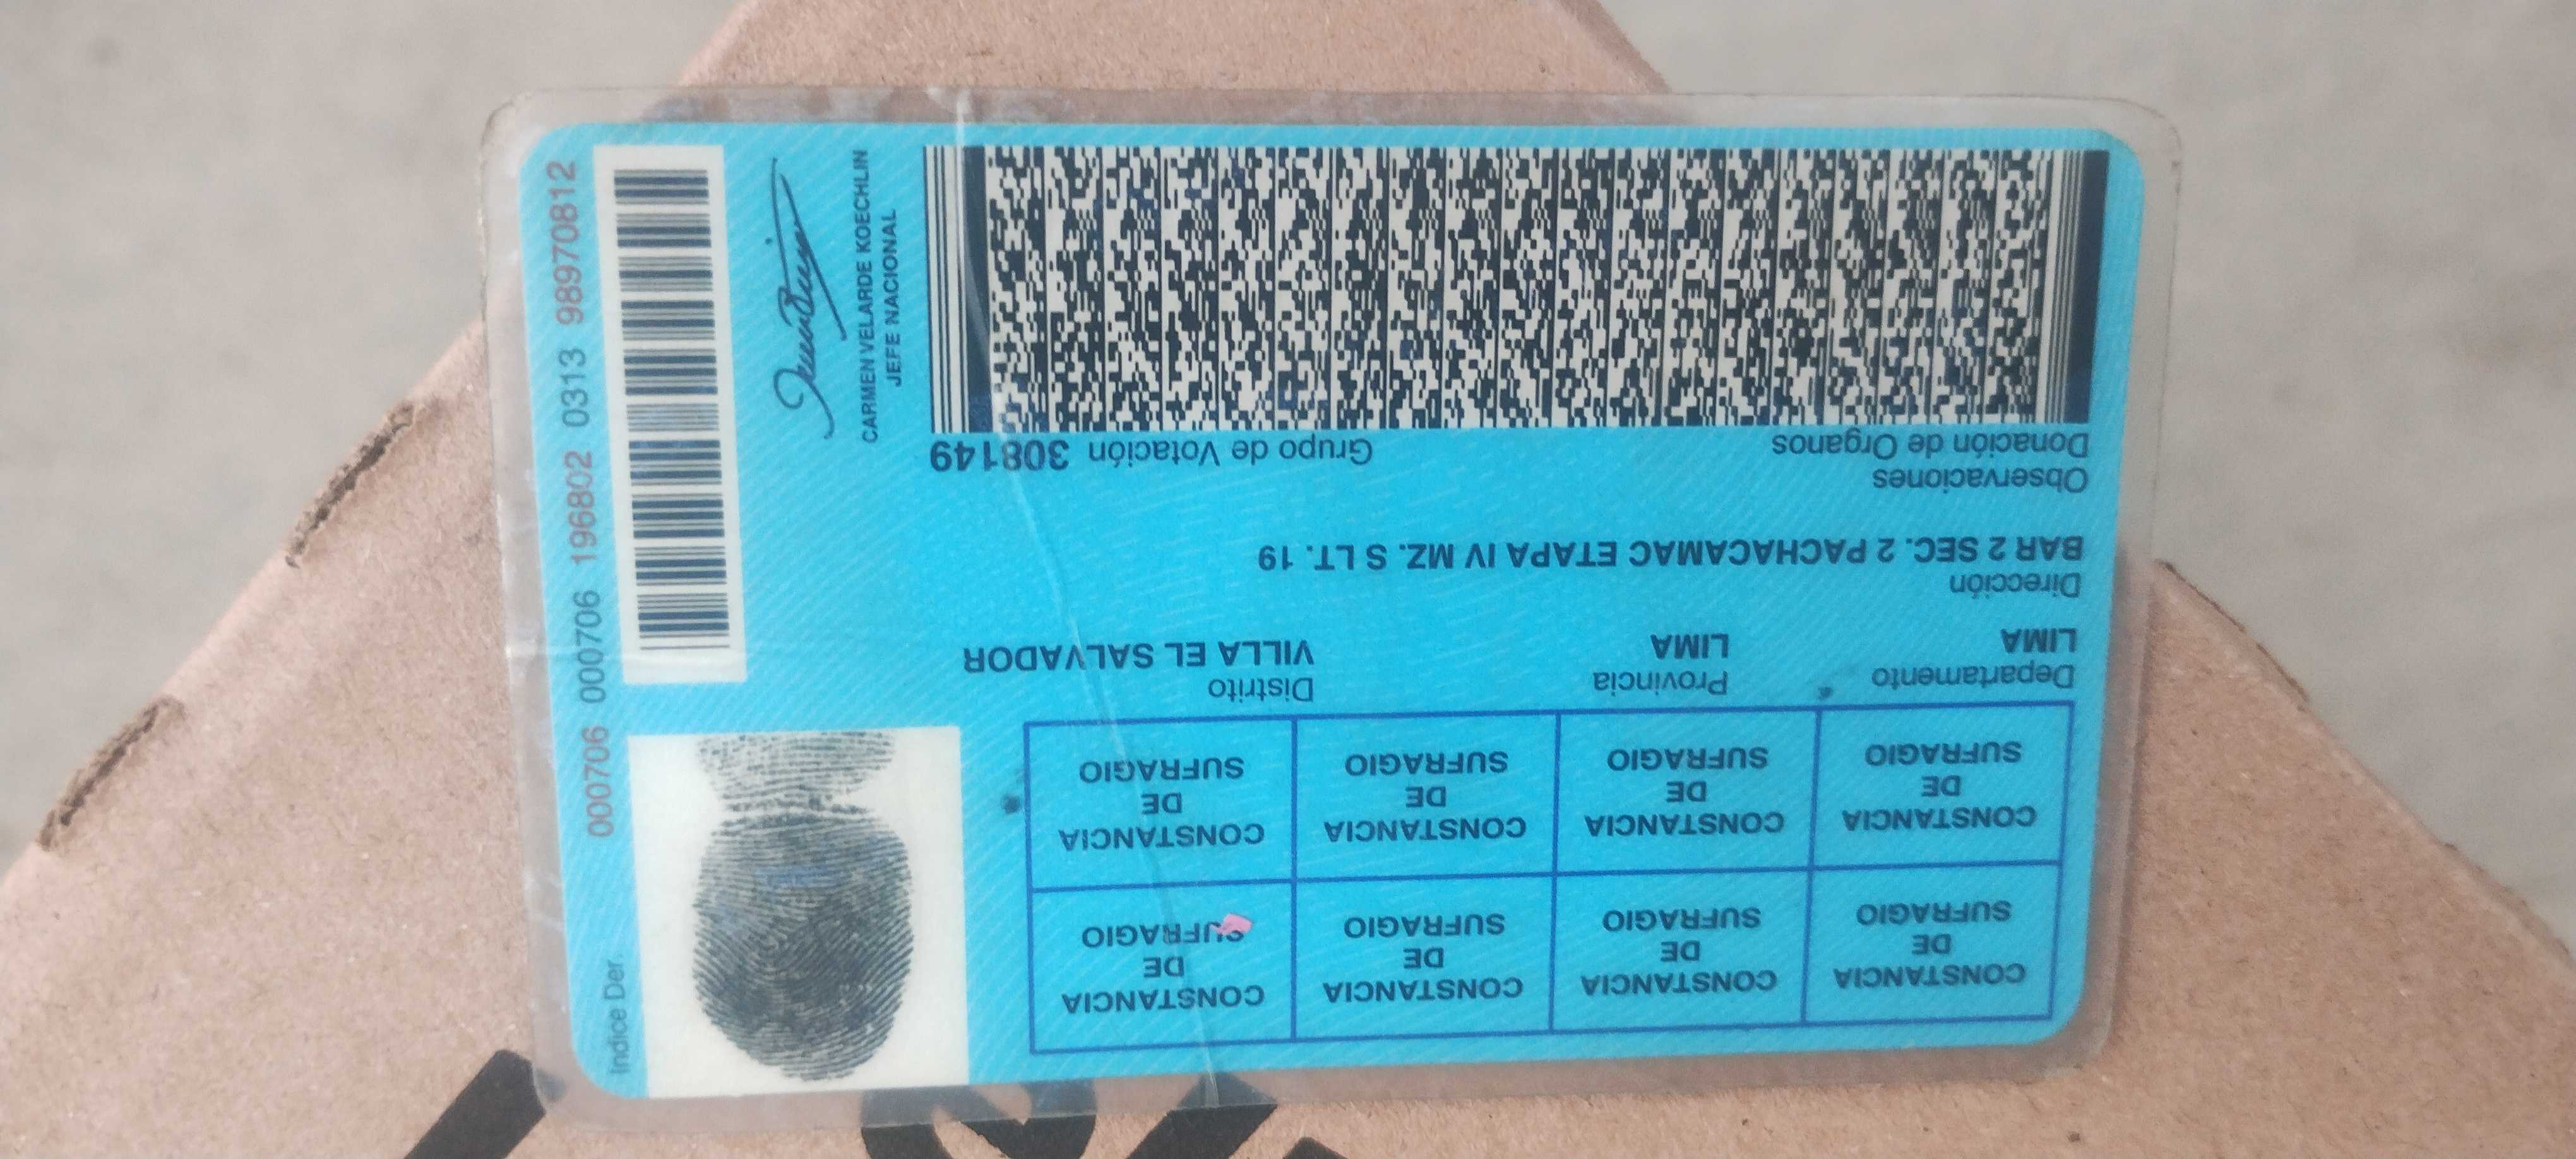 CONSTANCIA DE SUFRAGIO
CONSTANCIA DE SUFRAGIO
CONSTANCIA DE SUFRAGIO
CONSTANCIA DE SUFRAGIO
CONSTANCIA DE SUFRAGIO
CONSTANCIA DE SUFRAGIO
CONSTANCIA DE SUFRAGIO
CONSTANCIA DE SUFRAGIO
Departamento Provincia Distrito
LIMA LIMA VILLA EL SALVADOR
Dirección
BAR 2 SEC. 2 PACHACAMAC ETAPA IV MZ. S LT. 19
Observaciones
Donación de Organos Grupo de Votación 308149
Indice Der.
000706 000706 196802 0313 98970812
CARMEN VELARDE KOECHLIN
JEFE NACIONAL